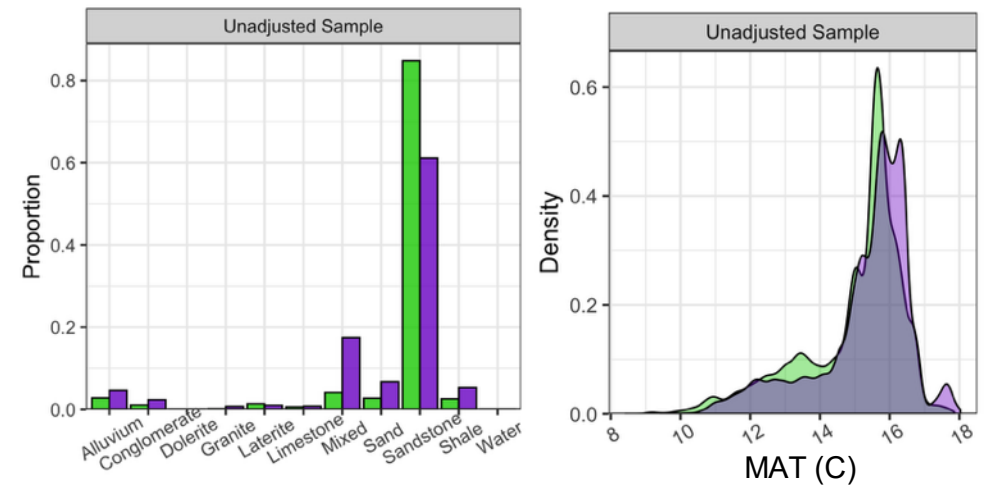 Unadjusted Sample
Proportion
0.8
0.6
0.4
0.2
0.0
Alluvium
Conglomerate
Dolerite
Granite
Laterite
Limestone
Mixed
Sand
Sandstone
Shale
Water
Unadjusted Sample
Density
0.6
0.4
0.2
0.0
8
10
12
14
16
18
MAT (C)